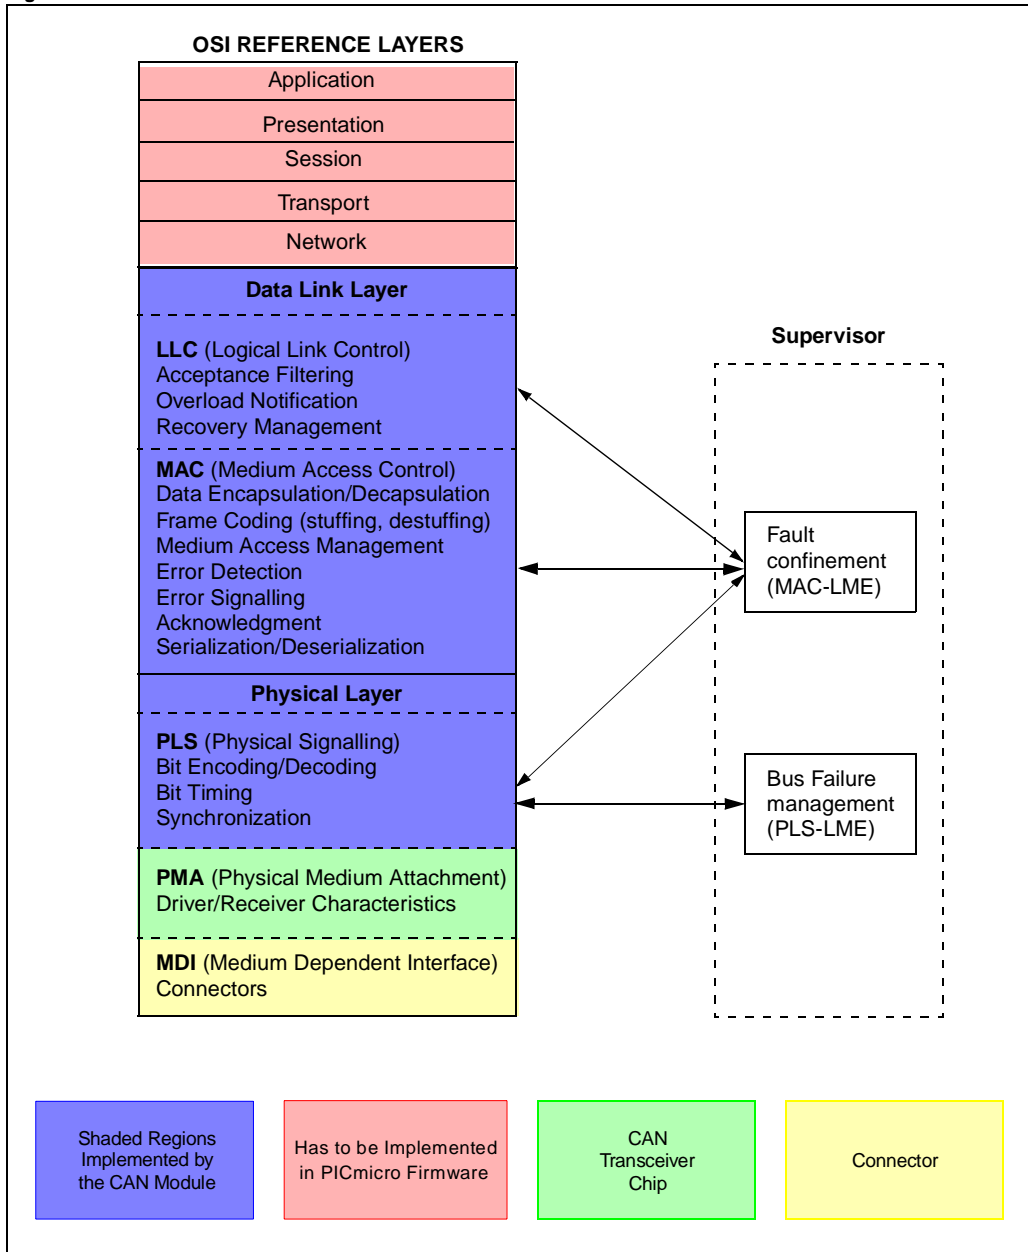 OSI REFERENCE LAYERS
Application
Presentation
Session
Transport
Network
Data Link Layer
LLC (Logical Link Control)
Acceptance Filtering
Overload Notification
Recovery Management
MAC (Medium Access Control)
Data Encapsulation/Decapsulation
Frame Coding (stuffing, destuffing)
Medium Access Management
Error Detection
Error Signalling
Acknowledgment
Serialization/Deserialization
Physical Layer
PLS (Physical Signalling)
Bit Encoding/Decoding
Bit Timing
Synchronization
PMA (Physical Medium Attachment)
Driver/Receiver Characteristics
MDI (Medium Dependent Interface)
Connectors
Supervisor
Fault
confinement
(MAC-LME)
Bus Failure
management
(PLS-LME)
Shaded Regions
Implemented by
the CAN Module
Has to be Implemented
in PICmicro Firmware
CAN
Transceiver
Chip
Connector